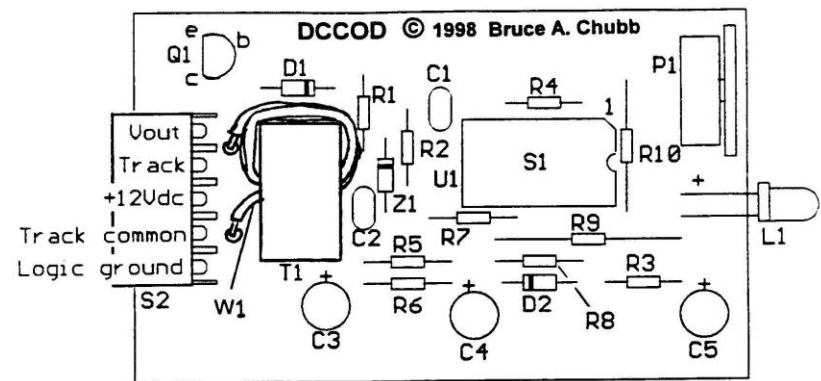 DCCOD © 1998 Bruce A. Chubb
e
b
Q1
c
D1
R1
C1
R4
1
P1
Vout
Track
+12Vdc
Track common
Logic ground
S2
W1
T1
R2
Z1
C2
U1
S1
R10
+
L1
R7
R9
R5
R6
R8
D2
R3
+
C3
+
C4
+
C5